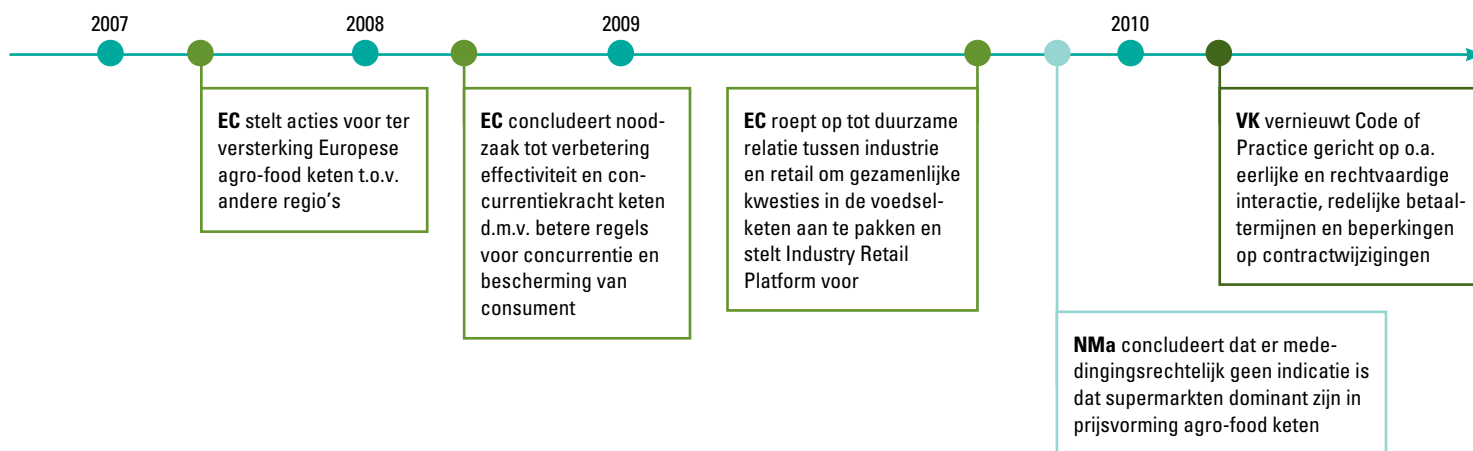 2007
2008
2009
2010
EC stelt acties voor ter
versterking Europese
agro-food keten t.o.v.
andere regio's
EC concludeert nood-
zaak tot verbetering
effectiviteit en con-
currentiekracht keten
d.m.v. betere regels
voor concurrentie en
bescherming van
consument
EC roept op tot duurzame
relatie tussen industrie
en retail om gezamenlijke
kwesties in de voedsel-
keten aan te pakken en
stelt Industry Retail
Platform voor
VK vernieuwt Code of
Practice gericht op o.a.
eerlijke en rechtvaardige
interactie, redelijke betaal-
termijnen en beperkingen
op contractwijzigingen
NMa concludeert dat er mede-
dingingsrechtelijk geen indicatie is
dat supermarkten dominant zijn in
prijsvorming agro-food keten